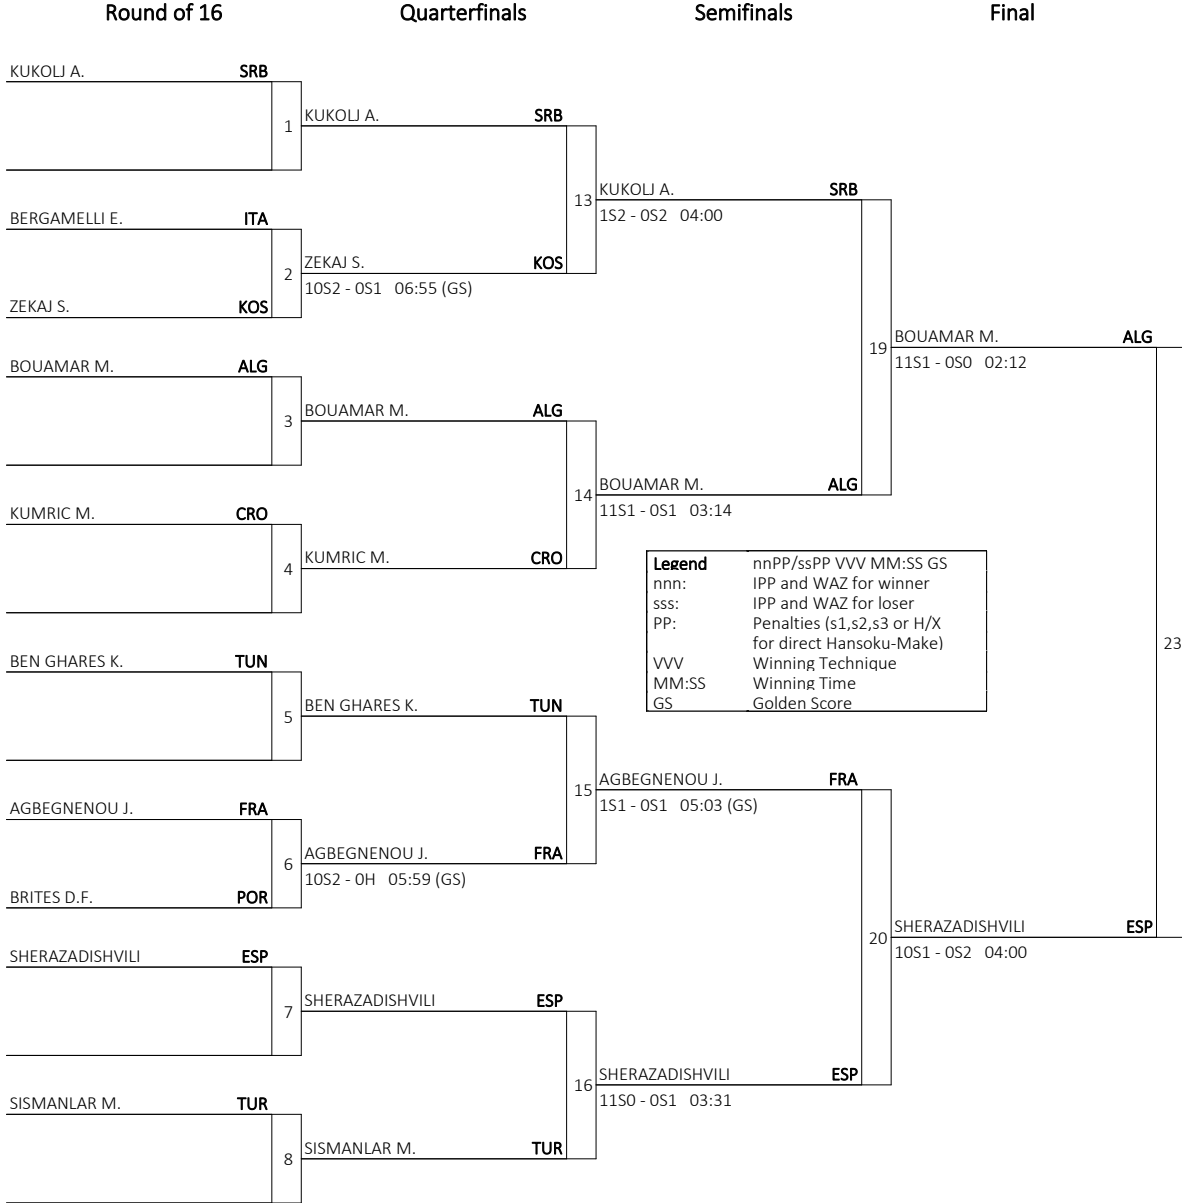 Round of 16 Quarterfinals Semifinals Final
KUKOLJ A. SRB
1 KUKOLJ A. SRB
13 KUKOLJ A. SRB
1S2 - 0S2 04:00
BERGAMELLI E. ITA
2 ZEKAJ S. KOS
10S2 - 0S1 06:55 (GS)
ZEKAJ S. KOS
19 BOUAMAR M. ALG
11S1 - 0S0 02:12
BOUAMAR M. ALG
3 BOUAMAR M. ALG
14 BOUAMAR M. ALG
11S1 - 0S1 03:14
KUMRIC M. CRO
4 KUMRIC M. CRO
Legend nnPP/ssPP VVV MM:SS GS
nnn: IPP and WAZ for winner
sss: IPP and WAZ for loser
PP: Penalties (s1,s2,s3 or H/X
for direct Hansoku-Make)
VVV Winning Technique
MM:SS Winning Time
GS Golden Score
23
BEN GHARES K. TUN
5 BEN GHARES K. TUN
15 AGBEGNENOU J. FRA
1S1 - 0S1 05:03 (GS)
AGBEGNENOU J. FRA
6 AGBEGNENOU J. FRA
10S2 - 0H 05:59 (GS)
BRITES D.F. POR
20 SHERAZADISHVILI ESP
10S1 - 0S2 04:00
SHERAZADISHVILI ESP
7 SHERAZADISHVILI ESP
16 SHERAZADISHVILI ESP
11S0 - 0S1 03:31
SISMANLAR M. TUR
8 SISMANLAR M. TUR